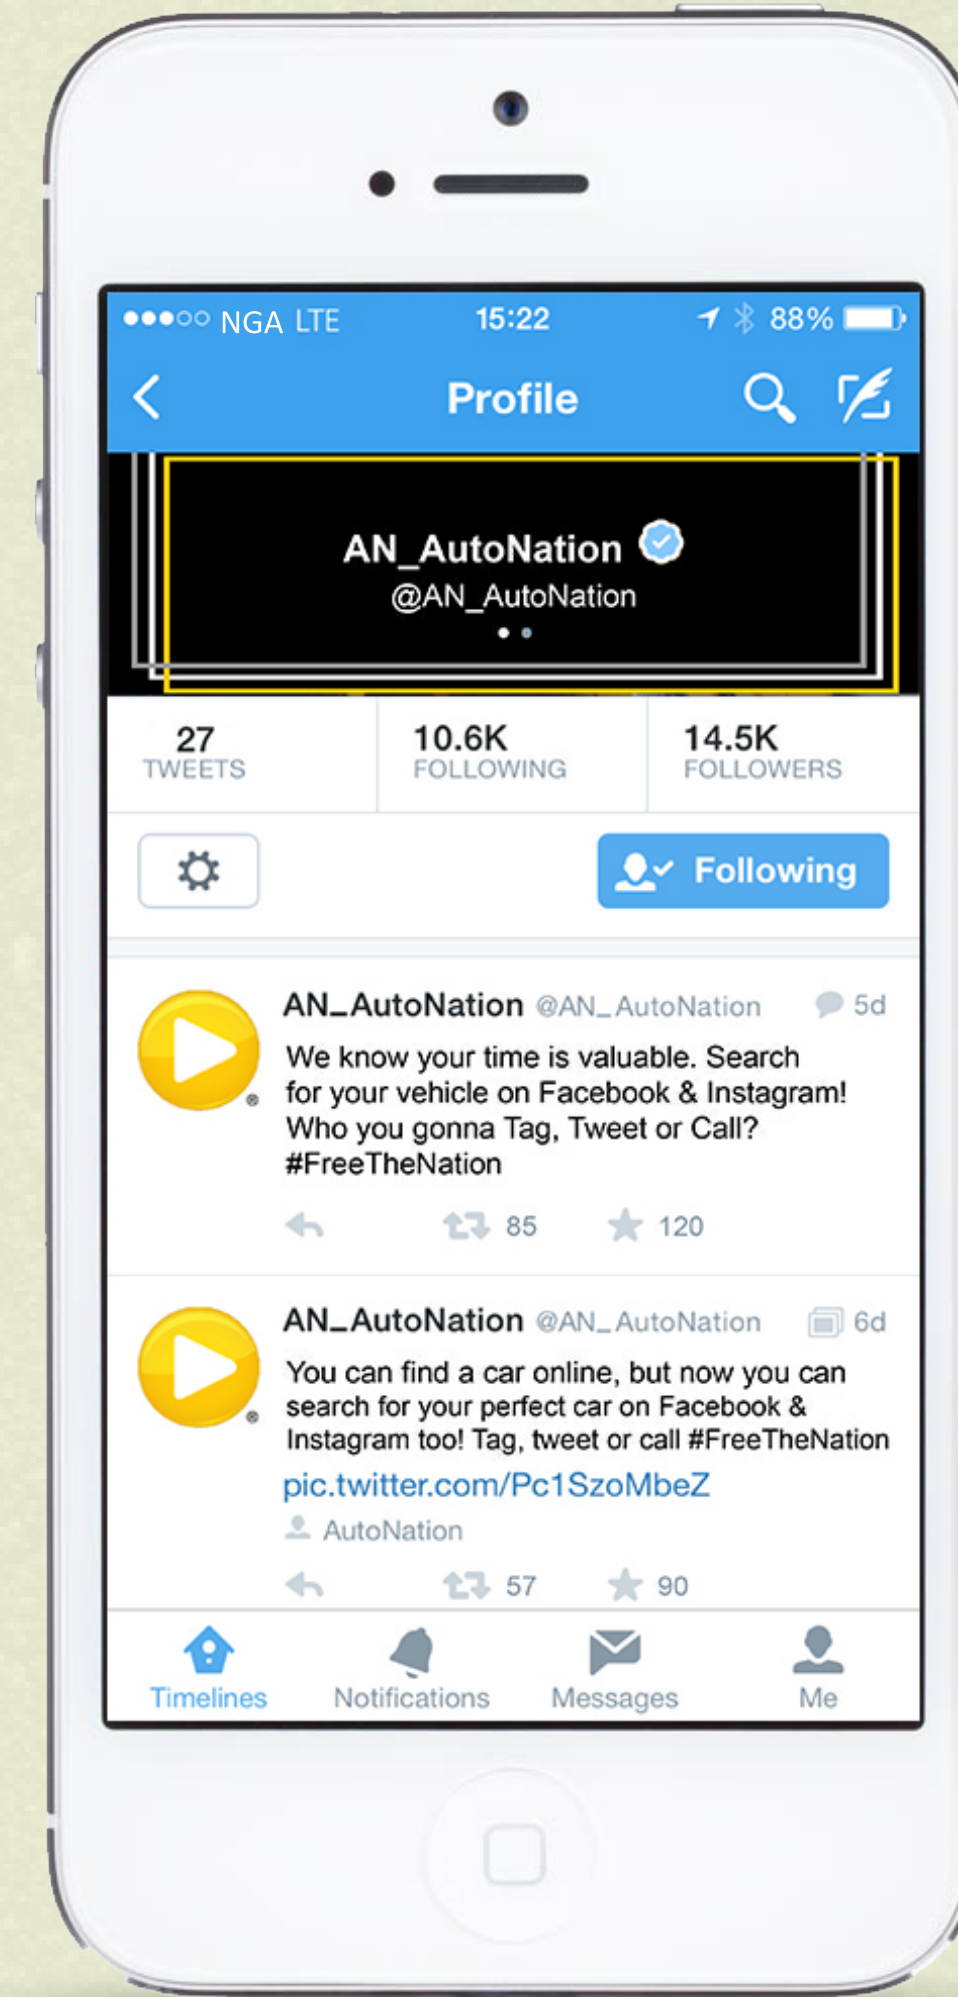 NGA LTE 15:22 88%
Profile
AN_AutoNation
@AN_AutoNation
27 10.6K 14.5K
TWEETS FOLLOWING FOLLOWERS
Following
AN_AutoNation @AN_AutoNation 5d
We know your time is valuable. Search
for your vehicle on Facebook & Instagram!
Who you gonna Tag, Tweet or Call?
#FreeTheNation
85 120
AN_AutoNation @AN_AutoNation 6d
You can find a car online, but now you can
search for your perfect car on Facebook &
Instagram too! Tag, tweet or call #FreeTheNation
pic.twitter.com/Pc1SzoMbeZ
AutoNation
57 90
Timelines Notifications Messages Me